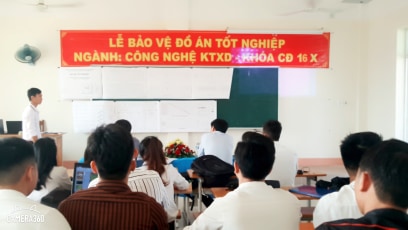 LỄ BẢO VỆ ĐỒ ÁN TỐT NGHIỆP
NGÀNH: CÔNG NGHỆ KTXD - KHÓA CĐ 16 X